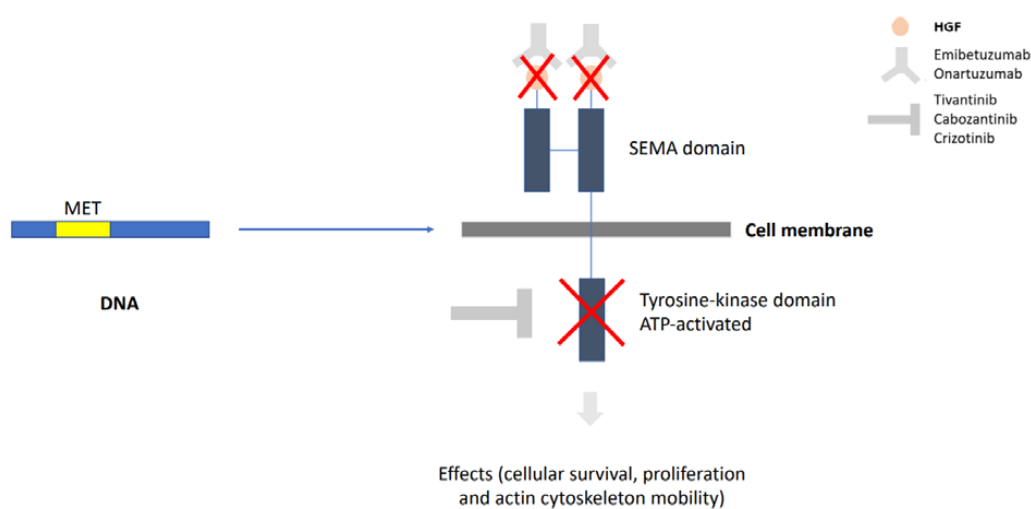 HGF
Emibetuzumab
Onartuzumab
Tivantinib
Cabozantinib
Crizotinib
SEMA domain
MET
Cell membrane
DNA
Tyrosine-kinase domain
ATP-activated
Effects (cellular survival, proliferation
and actin cytoskeleton mobility)